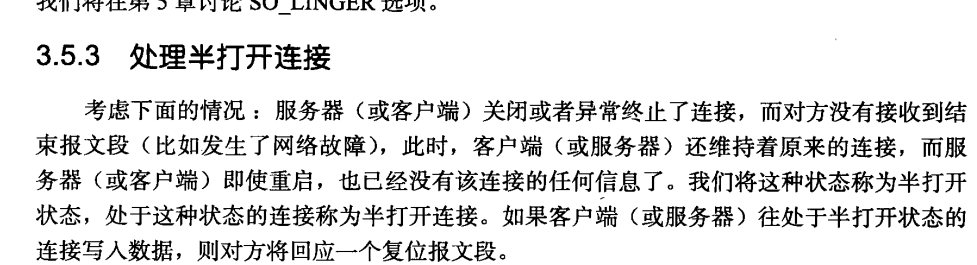 我们将在第 5 章讨论 SO_LINGER 选项。
3.5.3 处理半打开连接
考虑下面的情况：服务器（或客户端）关闭或者异常终止了连接，而对方没有接收到结
束报文段（比如发生了网络故障），此时，客户端（或服务器）还维持着原来的连接，而服
务器（或客户端）即使重启，也已经没有该连接的任何信息了。我们将这种状态称为半打开
状态，处于这种状态的连接称为半打开连接。如果客户端（或服务器）往处于半打开状态的
连接写入数据，则对方将回应一个复位报文段。